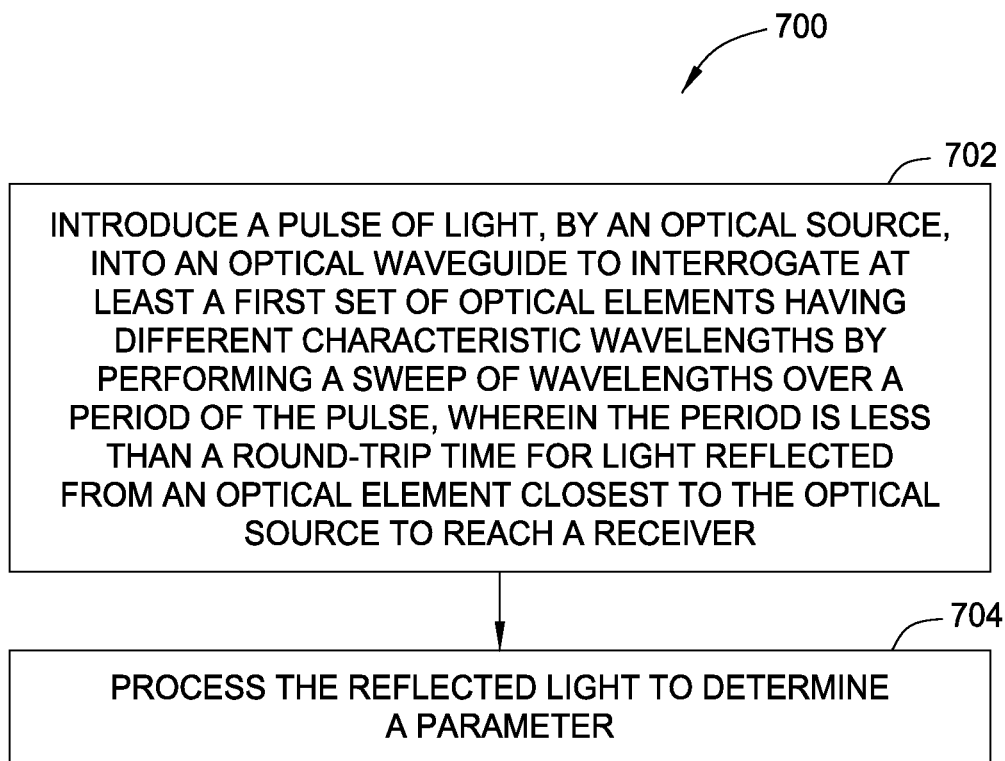 700
702
INTRODUCE A PULSE OF LIGHT, BY AN OPTICAL SOURCE,
INTO AN OPTICAL WAVEGUIDE TO INTERROGATE AT
LEAST A FIRST SET OF OPTICAL ELEMENTS HAVING
DIFFERENT CHARACTERISTIC WAVELENGTHS BY
PERFORMING A SWEEP OF WAVELENGTHS OVER A
PERIOD OF THE PULSE, WHEREIN THE PERIOD IS LESS
THAN A ROUND-TRIP TIME FOR LIGHT REFLECTED
FROM AN OPTICAL ELEMENT CLOSEST TO THE OPTICAL
SOURCE TO REACH A RECEIVER
704
PROCESS THE REFLECTED LIGHT TO DETERMINE
A PARAMETER